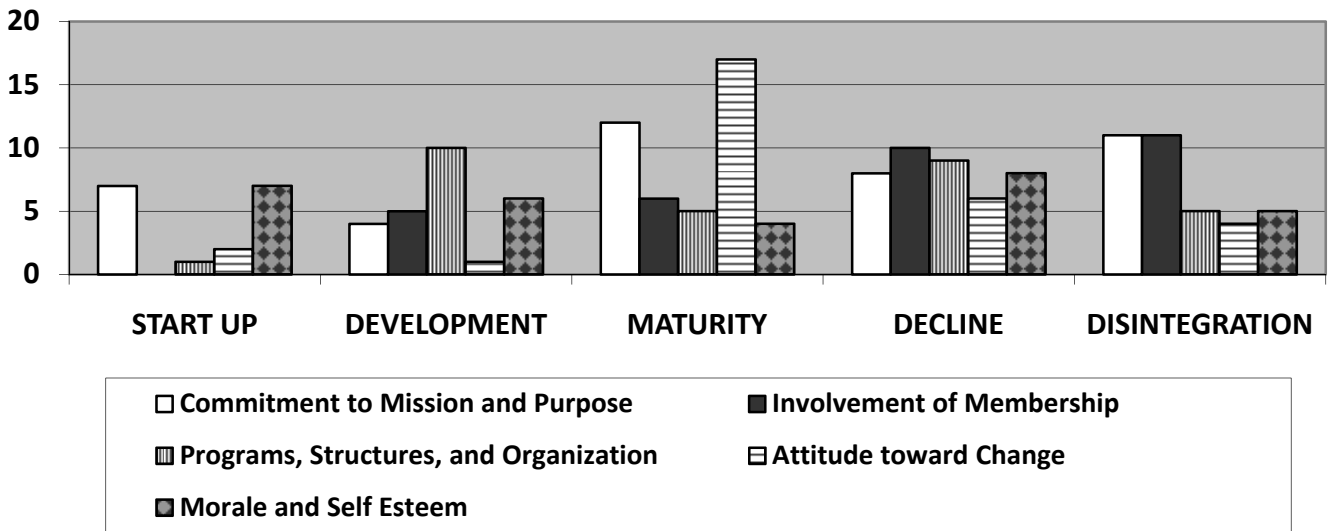 20
15
10
5
0
START UP DEVELOPMENT MATURITY DECLINE DISINTEGRATION
Commitment to Mission and Purpose Involvement of Membership
Programs, Structures, and Organization Attitude toward Change
Morale and Self Esteem